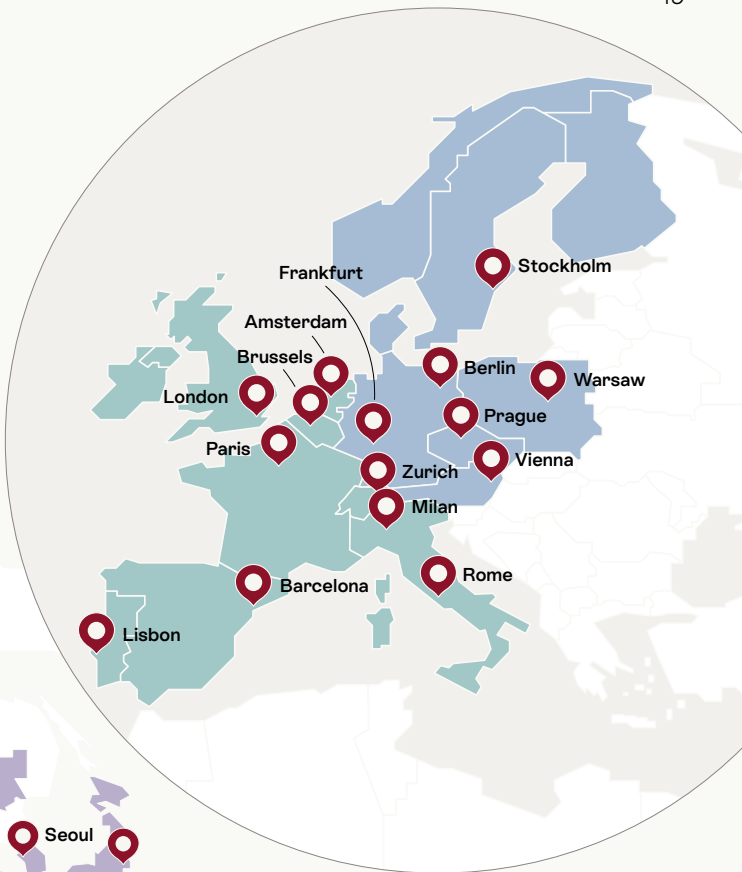 Frankfurt
Stockholm
Amsterdam
Brussels
Berlin
Warsaw
London
Prague
Paris
Vienna
Zurich
Milan
Rome
Barcelona
Lisbon
Seoul